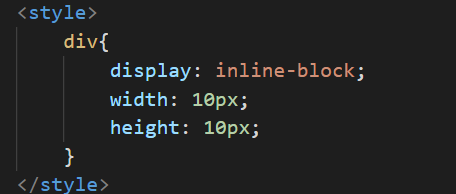 <style>
div{
display: inline-block;
width: 10px;
height: 10px;
}
</style>